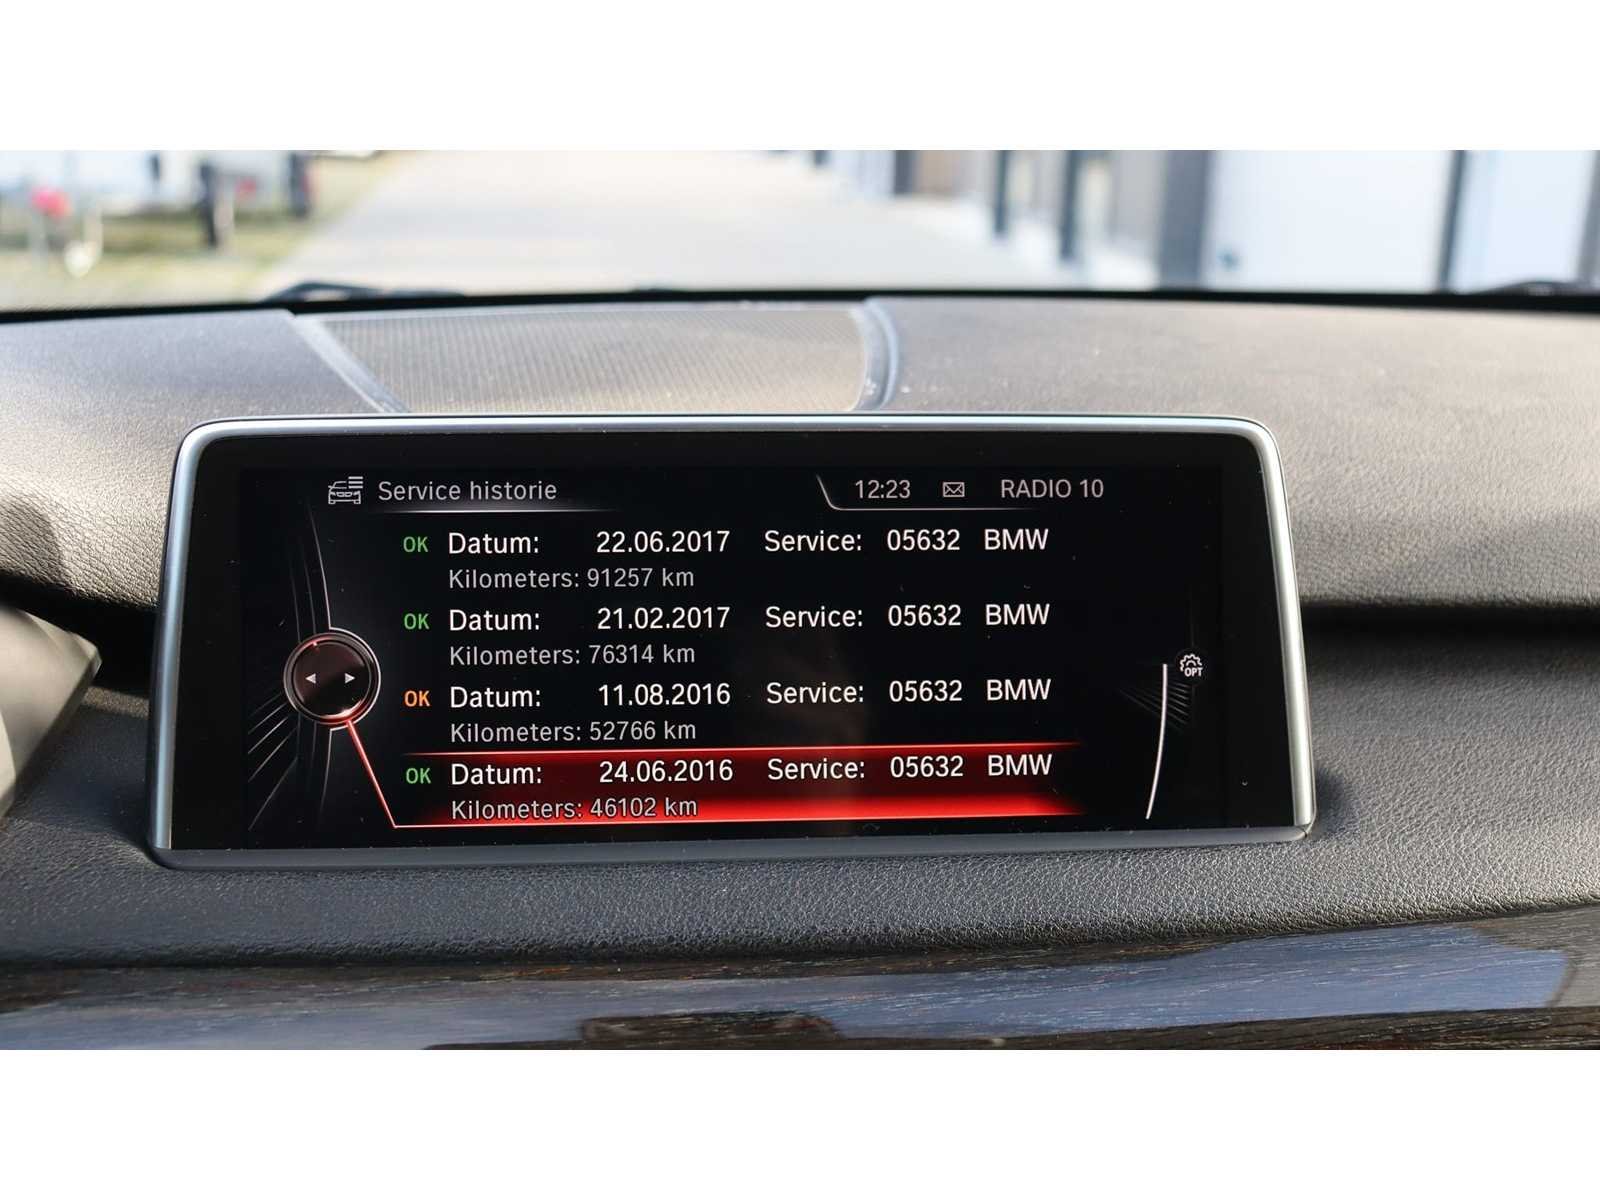 Service historie 12:23 RADIO 10
OK Datum: 22.06.2017 Service: 05632 BMW
Kilometers: 91257 km
OK Datum: 21.02.2017 Service: 05632 BMW
Kilometers: 76314 km
OK Datum: 11.08.2016 Service: 05632 BMW
Kilometers: 52766 km
OPT
OK Datum: 24.06.2016 Service: 05632 BMW
Kilometers: 46102 km